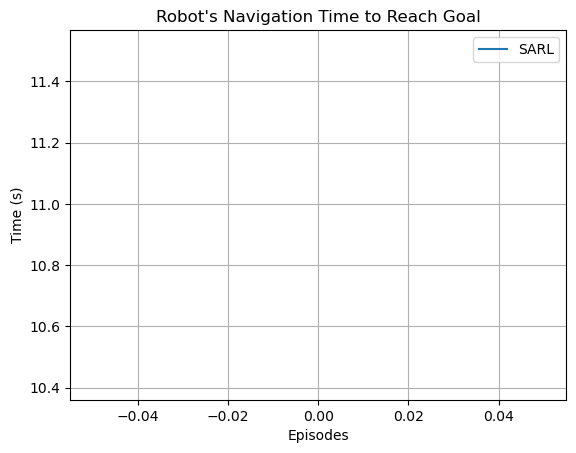 Robot's Navigation Time to Reach Goal
SARL
11.4
11.2
11.0
10.8
10.6
10.4
Time (s)
−0.04 −0.02 0.00 0.02 0.04
Episodes